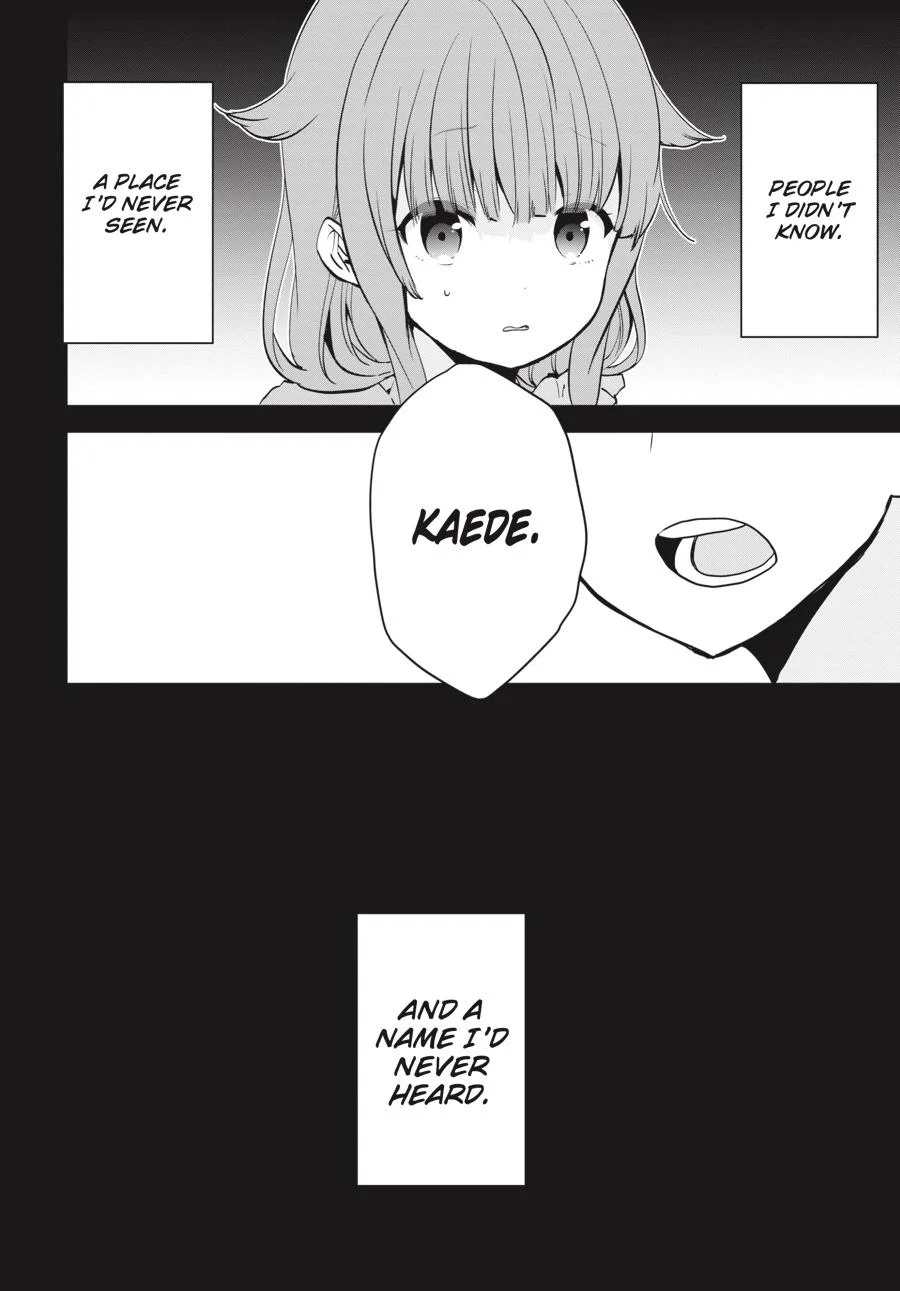 PEOPLE
I DIDN'T
KNOW.
A PLACE
I'D NEVER
SEEN.
KAEDE.
AND A
NAME I'D
NEVER
HEARD.